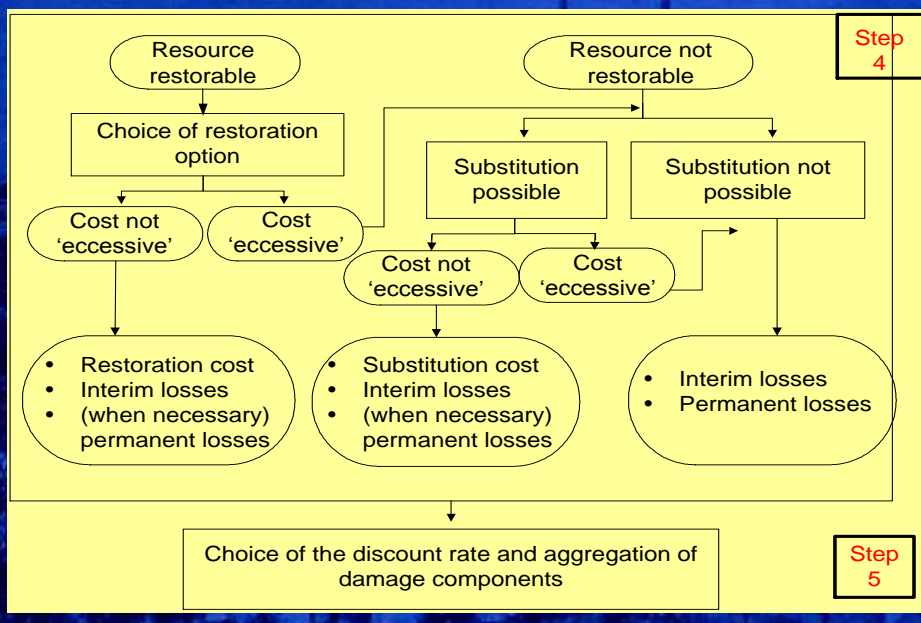 Resource
restorable
Resource not
restorable
Step
4
Choice of restoration
option
Substitution
possible
Substitution not
possible
Cost not
‘eccessive’
Cost
‘eccessive’
Cost not
‘eccessive’
Cost
‘eccessive’
• Restoration cost
• Interim losses
• (when necessary)
permanent losses
• Substitution cost
• Interim losses
• (when necessary)
permanent losses
• Interim losses
• Permanent losses
Choice of the discount rate and aggregation of
damage components
Step
5